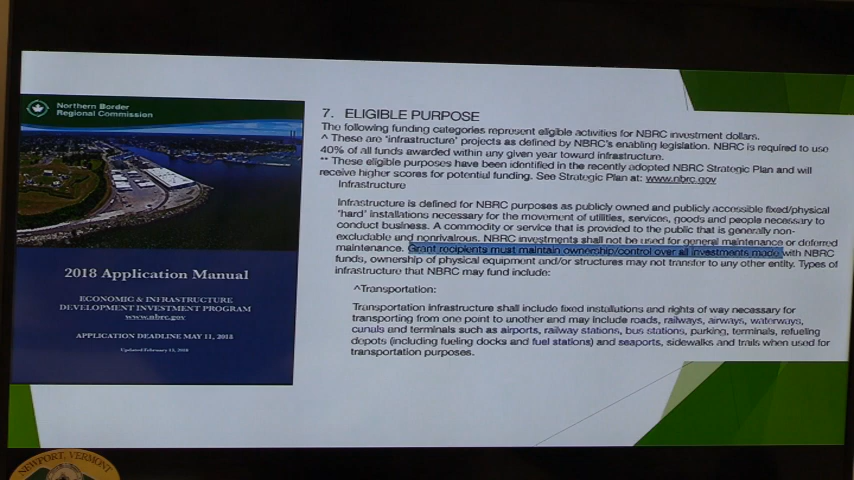 Northern Border
Regional Commission
2018 Application Manual
ECONOMIC & INFRASTRUCTURE
DEVELOPMENT INVESTMENT PROGRAM
www.nbrc.gov
APPLICATION DEADLINE MAY 11, 2018
Updated February 15, 2018
7. ELIGIBLE PURPOSE
The following funding categories represent eligible activities for NBRC investment dollars.
^ These are 'infrastructure' projects as defined by NBRC's enabling legislation. NBRC is required to use
40% of all funds awarded within any given year toward infrastructure.
** These eligible purposes have been identified in the recently adopted NBRC Strategic Plan and will
receive higher scores for potential funding. See Strategic Plan at: www.nbrc.gov
Infrastructure
Infrastructure is defined for NBRC purposes as publicly owned and publicly accessible fixed/physical
'hard' installations necessary for the movement of utilities, services, goods and people necessary to
conduct business. A commodity or service that is provided to the public that is generally non-
excludable and nonrivalrous. NBRC investments shall not be used for general maintenance or deferred
maintenance. Grant recipients must maintain ownership/control over all investments made with NBRC
funds, ownership of physical equipment and/or structures may not transfer to any other entity. Types of
infrastructure that NBRC may fund include:
^Transportation:
Transportation infrastructure shall include fixed installations and rights of way necessary for
transporting from one point to another and may include roads, railways, airways, waterways,
canals and terminals such as airports, railway stations, bus stations, parking, terminals, refueling
depots (including fueling docks and fuel stations) and seaports, sidewalks and trails when used for
transportation purposes.
NEWPORT, VERMONT